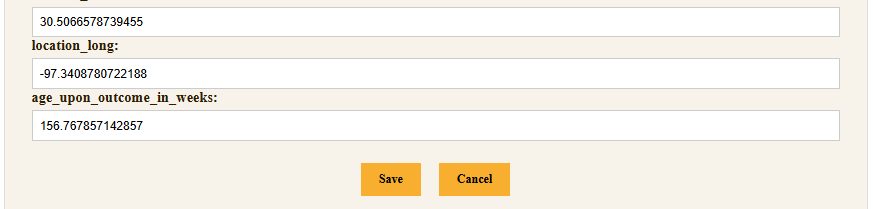 30.5066578739455
location_long:
-97.3408780722188
age_upon_outcome_in_weeks:
156.767857142857
Save Cancel